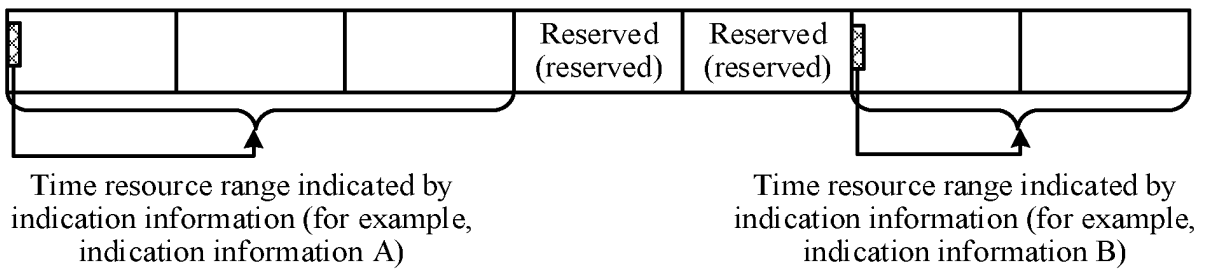 Reserved
(reserved)
Reserved
(reserved)
Time resource range indicated by
indication information (for example,
indication information A)
Time resource range indicated by
indication information (for example,
indication information B)